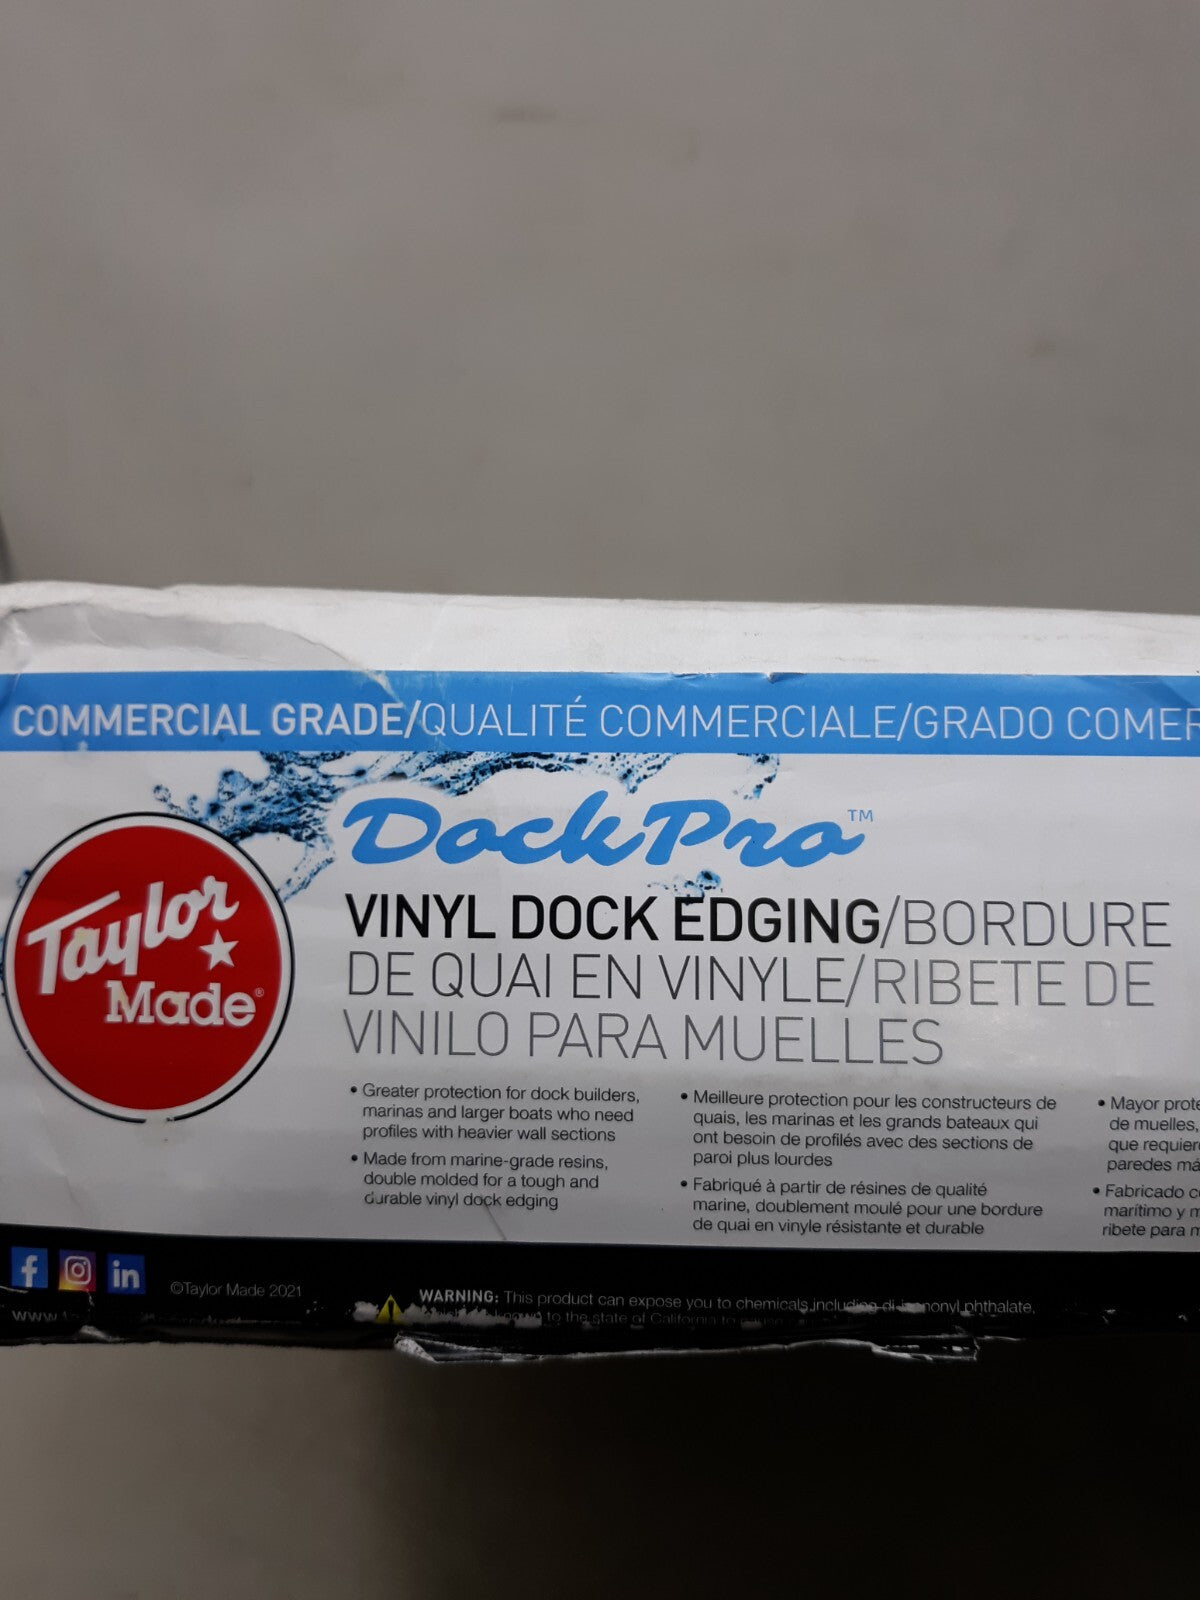 COMMERCIAL GRADE/QUALITÉ COMMERCIALE/GRADO COMER
DockPro™
Taylor
Made®
VINYL DOCK EDGING/BORDURE
DE QUAI EN VINYLE/RIBETE DE
VINILO PARA MUELLES
• Greater protection for dock builders,
marinas and larger boats who need
profiles with heavier wall sections
• Made from marine-grade resins,
double molded for a tough and
durable vinyl dock edging
• Meilleure protection pour les constructeurs de
quais, les marinas et les grands bateaux qui
ont besoin de profilés avec des sections de
paroi plus lourdes
• Fabriqué à partir de résines de qualité
marine, doublement moulé pour une bordure
de quai en vinyle résistante et durable
• Mayor prote
de muelles,
que requier
paredes má
• Fabricado c
marítimo y m
ribete para m
f
in
©Taylor Made 2021
WARNING: This product can expose you to chemicals including phthalate,
to the state of California to
www